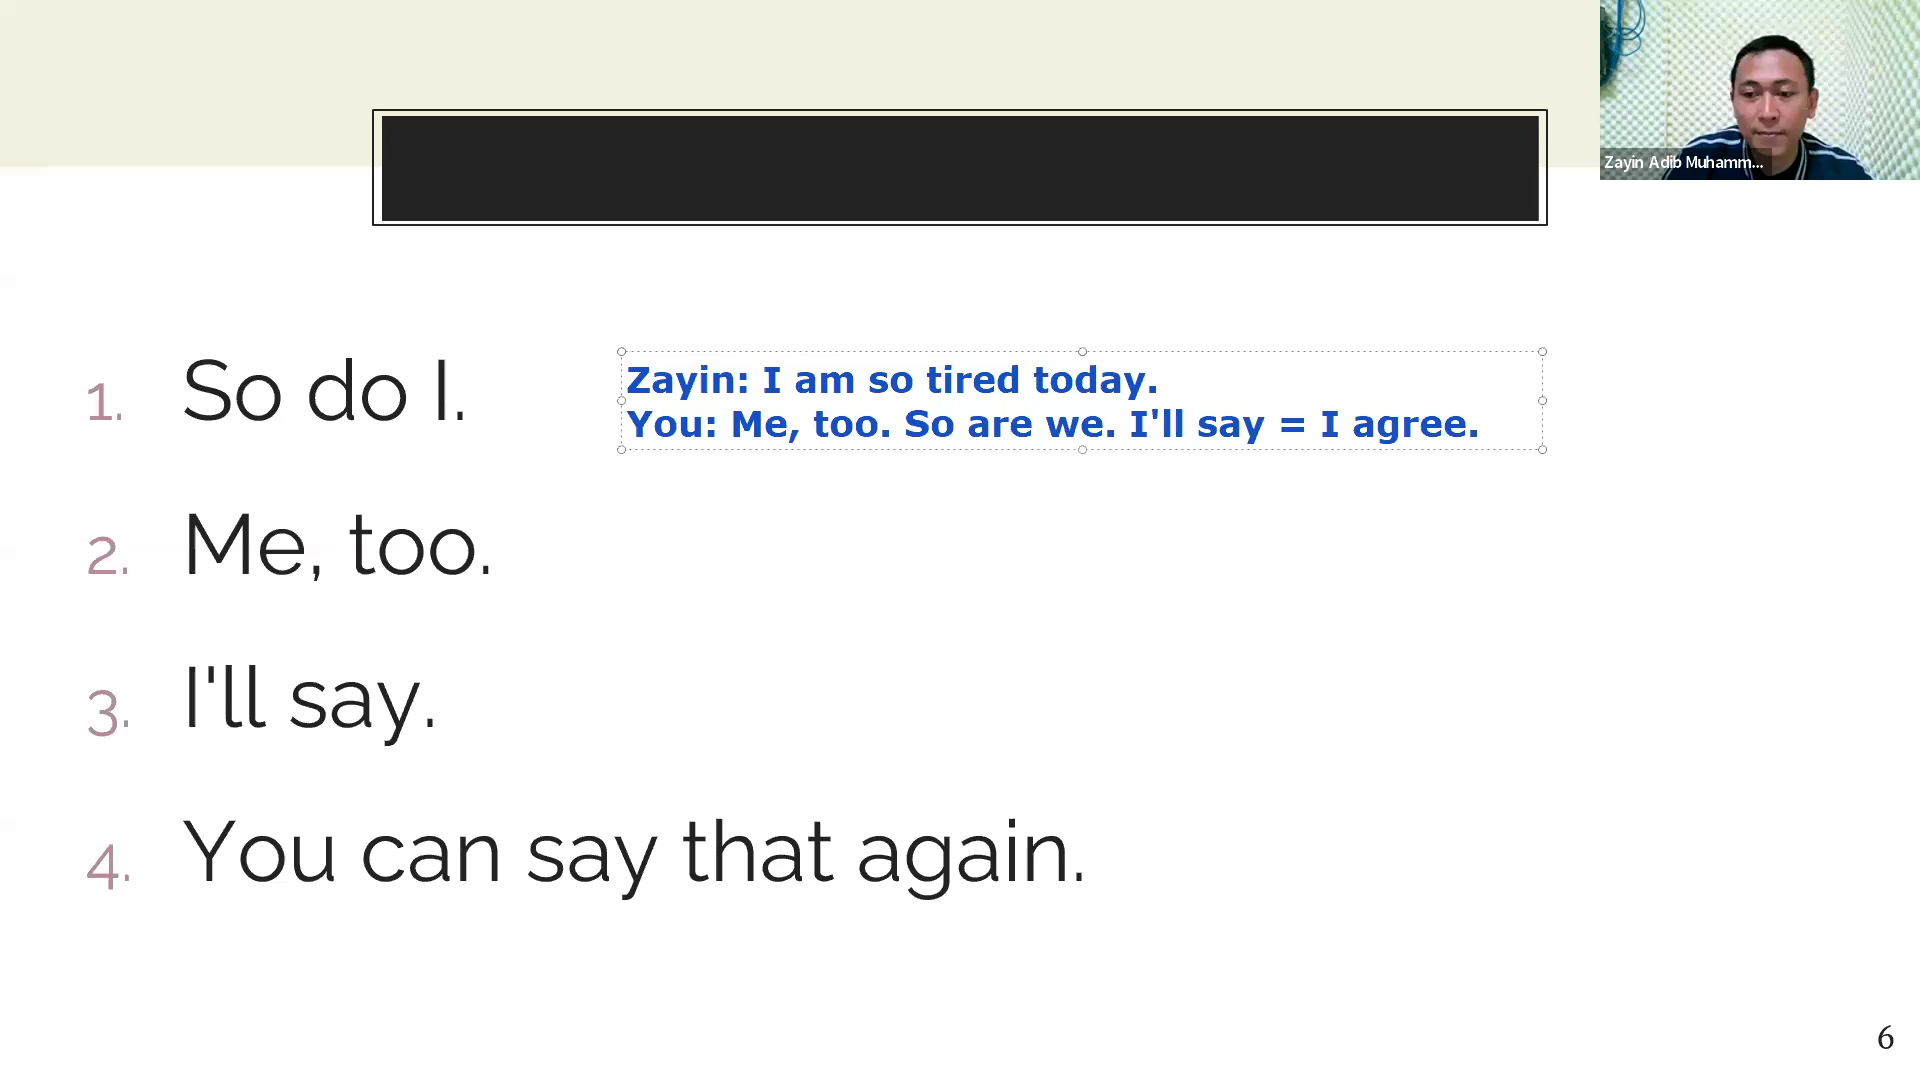 Zayin Adib Muhamm...
1. So do I.
Zayin: I am so tired today.
You: Me, too. So are we. I'll say = I agree.
2. Me, too.
3. I'll say.
4. You can say that again.
6